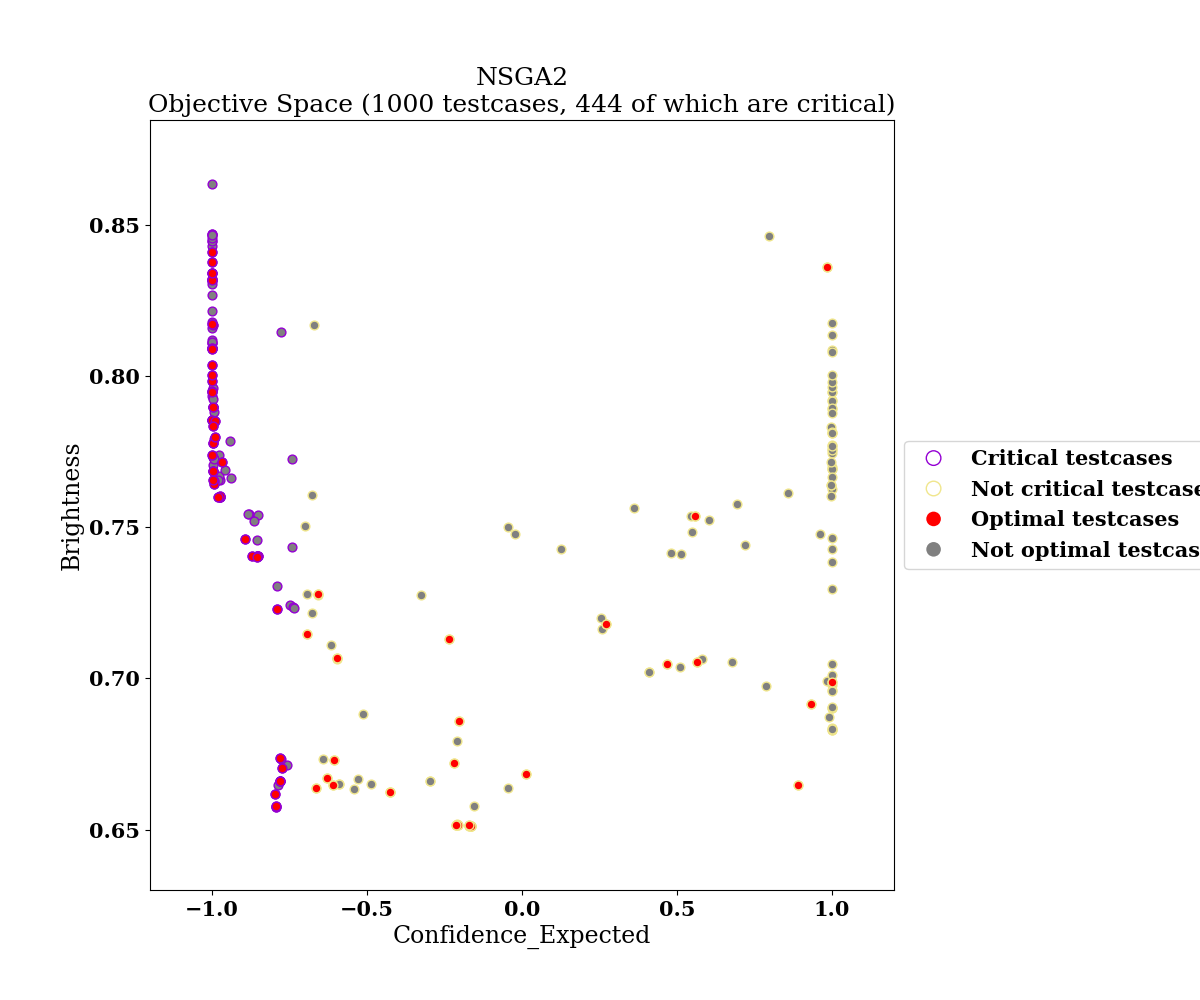 NSGA2
Objective Space (1000 testcases, 444 of which are critical)
0.85
0.80
0.75
0.70
0.65
Brightness
−1.0
−0.5
0.0
0.5
1.0
Confidence_Expected
Critical testcases
Not critical testcase
Optimal testcases
Not optimal testcas